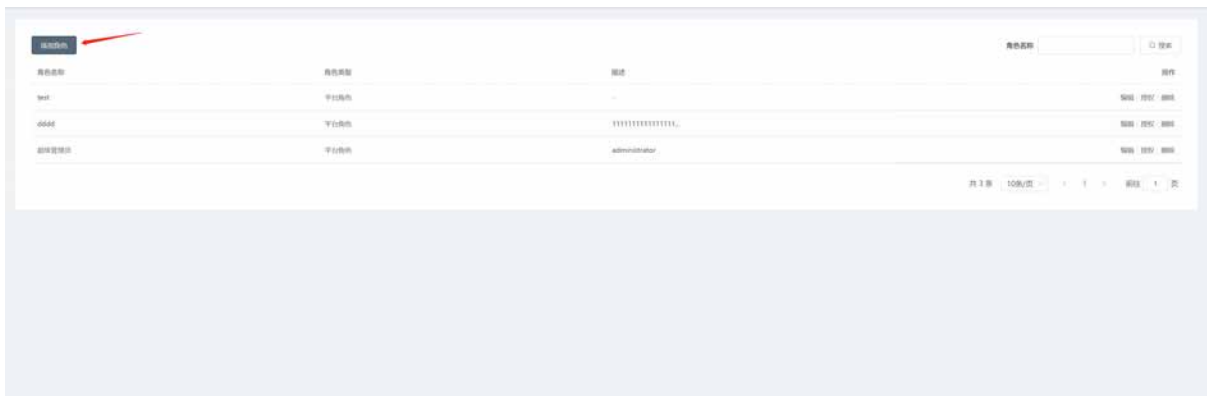 添加角色
角色名称
搜索
角色名称 角色类型 描述 操作
test 平台角色 - 编辑 授权 删除
dddd 平台角色 1111111111111111... 编辑 授权 删除
超级管理员 平台角色 administrator 编辑 授权 删除
共 3 条 10条/页 < 1 > 前往 1 页